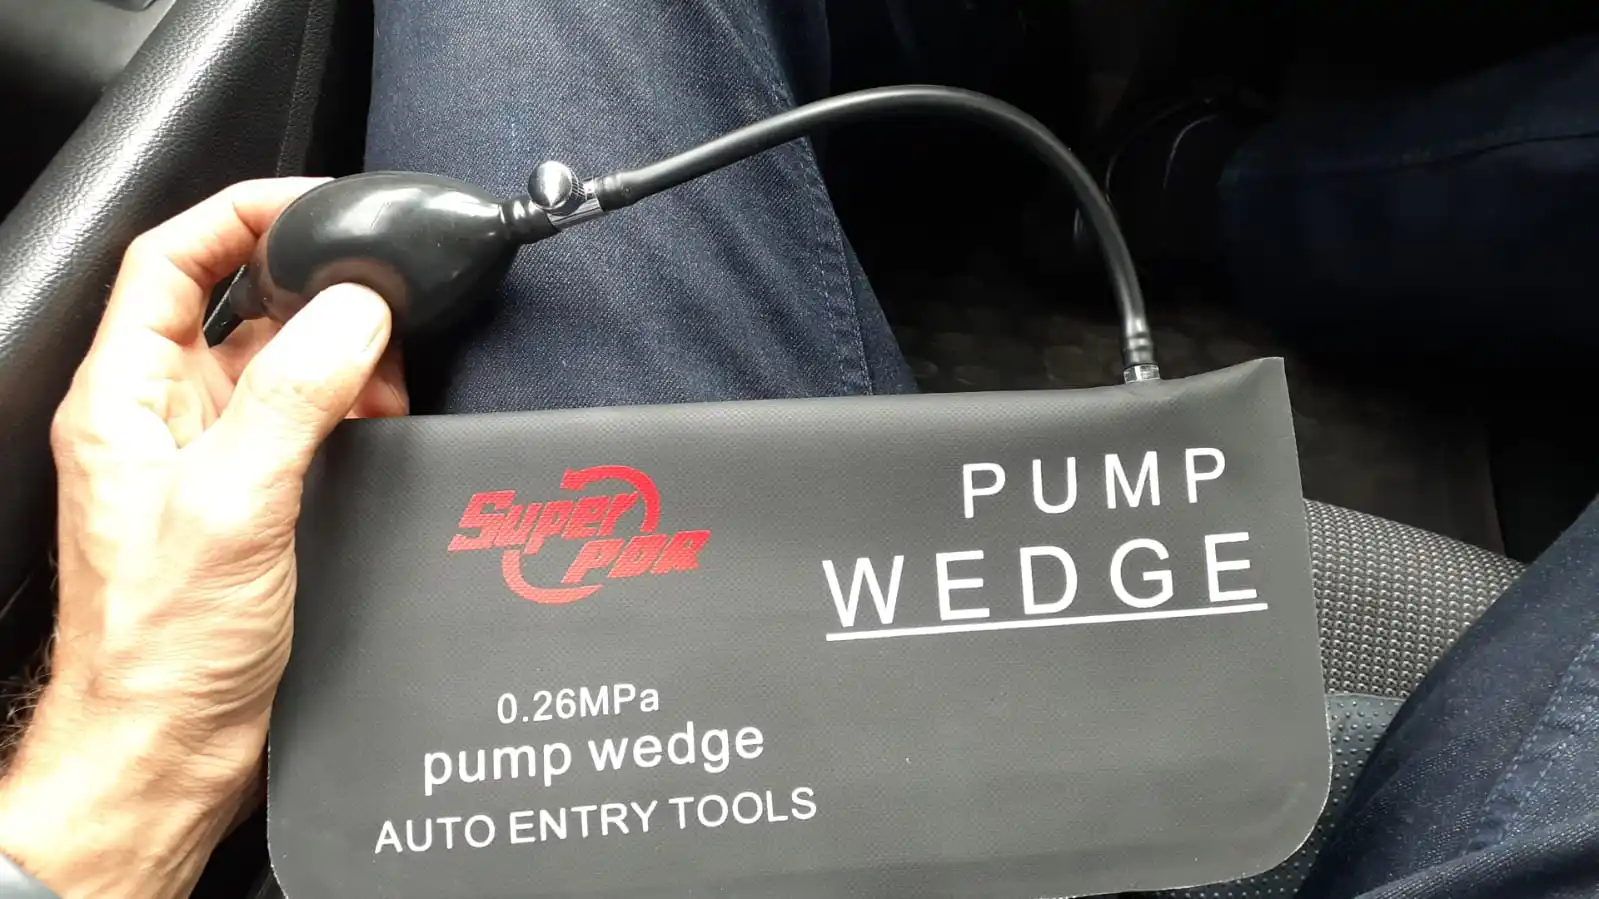 Super
PDR
PUMP
WEDGE
0.26MPa
pump wedge
AUTO ENTRY TOOLS